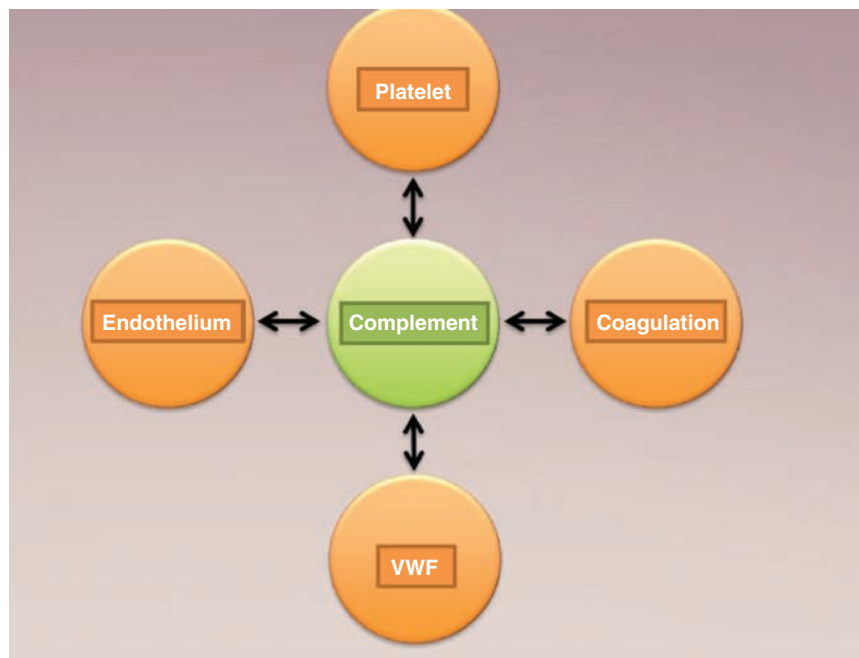 Platelet
Endothelium
Complement
Coagulation
VWF